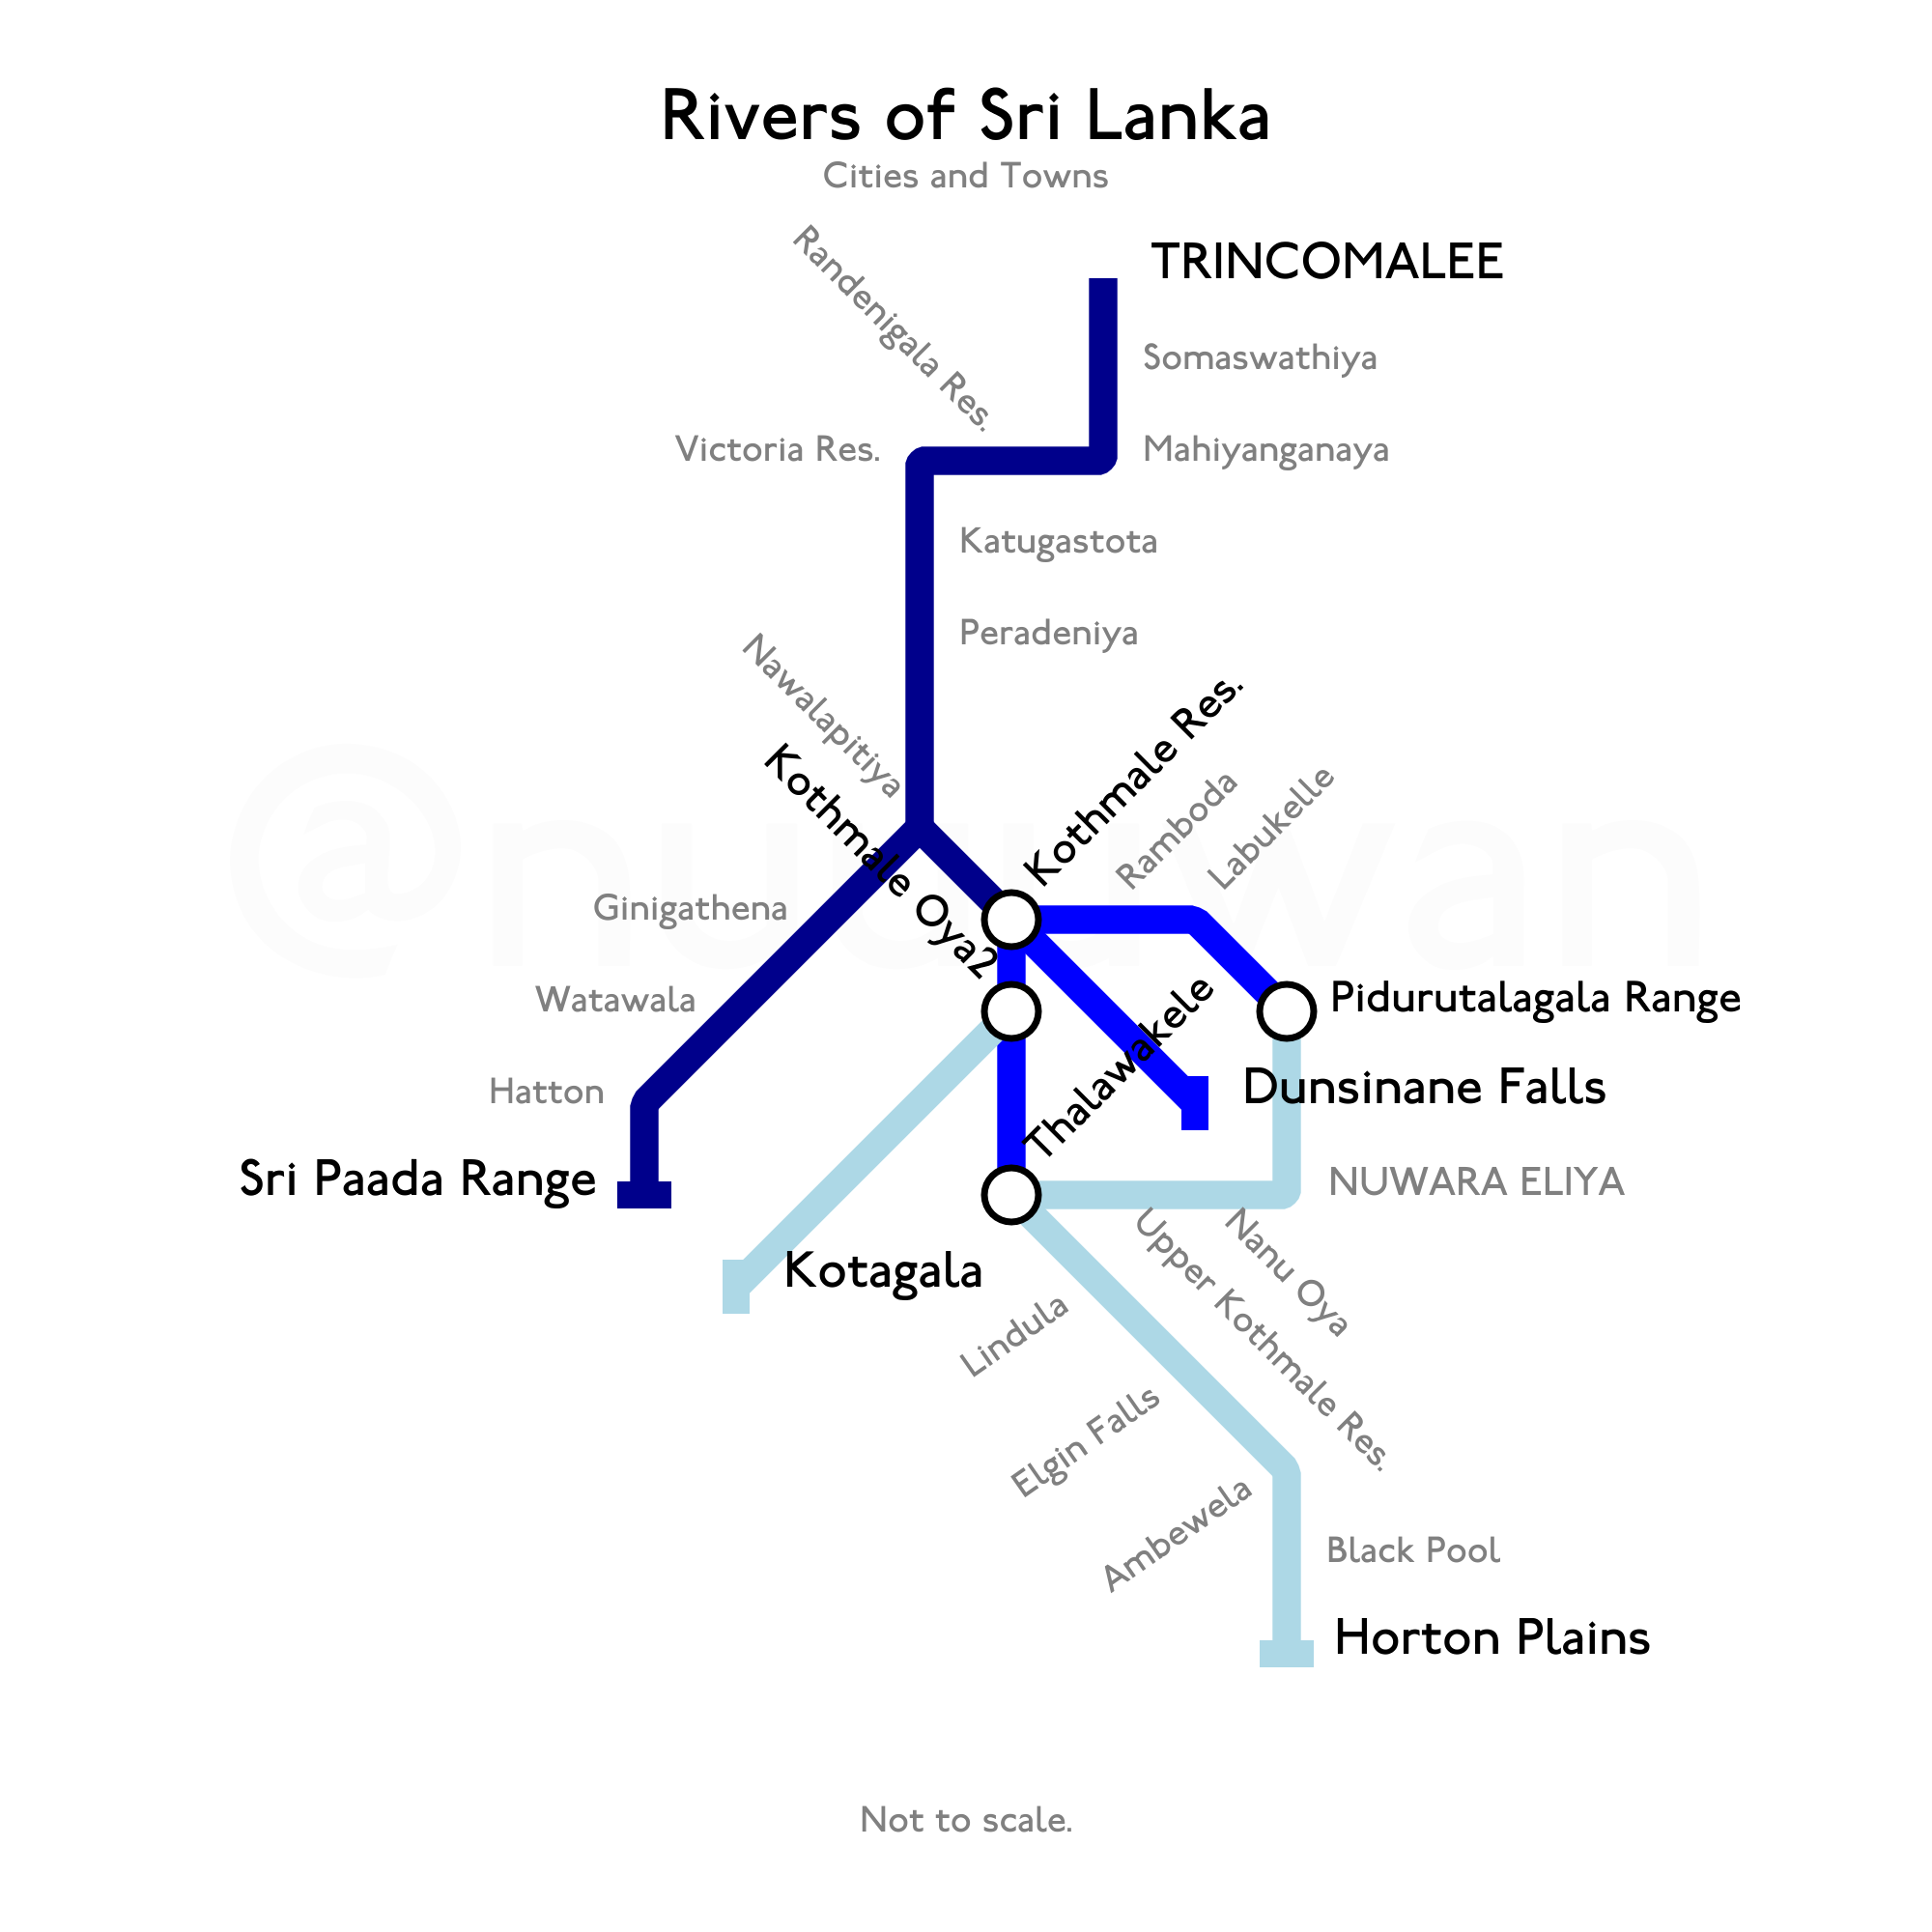 Rivers of Sri Lanka
Cities and Towns
TRINCOMALEE
Randenigala Res.
Somaswathiya
Victoria Res.
Mahiyanganaya
Katugastota
Peradeniya
Nawalapitiya
Kothmale Res.
Kothmale Oya2
Ramboda
Labukelle
Ginigathena
Watawala
Pidurutalagala Range
Thalawakele
Hatton
Dunsinane Falls
Sri Paada Range
NUWARA ELIYA
Kotagala
Nanu Oya
Upper Kothmale Res.
Lindula
Elgin Falls
Ambewela
Black Pool
Horton Plains
Not to scale.